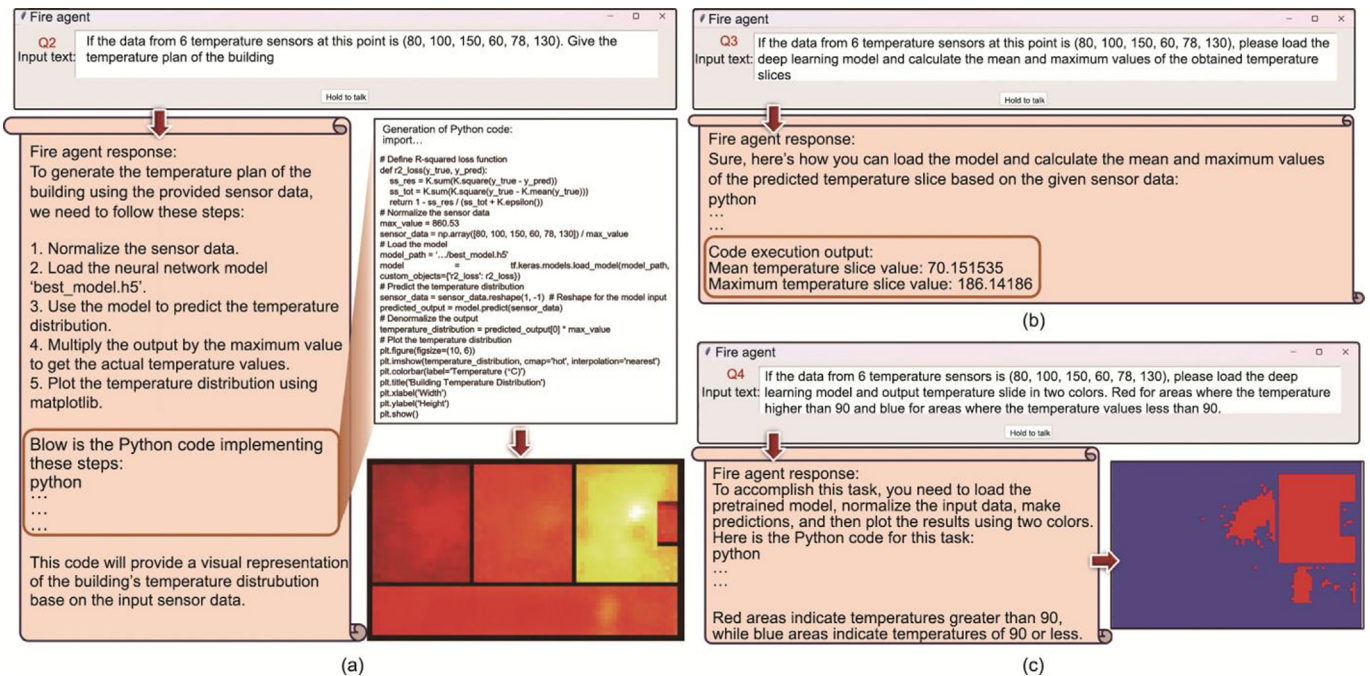 Fire agent
Q2
Input text:
If the data from 6 temperature sensors at this point is (80, 100, 150, 60, 78, 130). Give the
temperature plan of the building
Hold to talk
Fire agent response:
To generate the temperature plan of the
building using the provided sensor data,
we need to follow these steps:
1. Normalize the sensor data.
2. Load the neural network model
‘best_model.h5’.
3. Use the model to predict the temperature
distribution.
4. Multiply the output by the maximum value
to get the actual temperature values.
5. Plot the temperature distribution using
matplotlib.
Blow is the Python code implementing
these steps:
python
…
…
…
This code will provide a visual representation
of the building’s temperature distrubution
base on the input sensor data.
Generation of Python code:
import…
# Define R-squared loss function
def r2_loss(y_true, y_pred):
ss_res = K.sum(K.square(y_true - y_pred))
ss_tot = K.sum(K.square(y_true - K.mean(y_true)))
return 1 - ss_res / (ss_tot + K.epsilon())
# Normalize the sensor data
max_value = 860.53
sensor_data = np.array([80, 100, 150, 60, 78, 130]) / max_value
# Load the model
model_path = ‘…/best_model.h5’
model = tf.keras.models.load_model(model_path,
custom_objects={'r2_loss': r2_loss})
# Predict the temperature distribution
sensor_data = sensor_data.reshape(1, -1) # Reshape for the model input
predicted_output = model.predict(sensor_data)
# Denormalize the output
temperature_distribution = predicted_output[0] * max_value
# Plot the temperature distribution
plt.figure(figsize=(10, 6))
plt.imshow(temperature_distribution, cmap='hot', interpolation='nearest')
plt.colorbar(label='Temperature (°C)')
plt.title('Building Temperature Distribution')
plt.xlabel('Width')
plt.ylabel('Height')
plt.show()
(a)
Fire agent
Q3
Input text:
If the data from 6 temperature sensors at this point is (80, 100, 150, 60, 78, 130), please load the
deep learning model and calculate the mean and maximum values of the obtained temperature
slices
Hold to talk
Fire agent response:
Sure, here’s how you can load the model and calculate the mean and maximum values
of the predicted temperature slice based on the given sensor data:
python
…
…
Code execution output:
Mean temperature slice value: 70.151535
Maximum temperature slice value: 186.14186
(b)
Fire agent
Q4
Input text:
If the data from 6 temperature sensors is (80, 100, 150, 60, 78, 130), please load the deep
learning model and output temperature slide in two colors. Red for areas where the temperature
higher than 90 and blue for areas where the temperature values less than 90.
Hold to talk
Fire agent response:
To accomplish this task, you need to load the
pretrained model, normalize the input data, make
predictions, and then plot the results using two colors.
Here is the Python code for this task:
python
…
…
Red areas indicate temperatures greater than 90,
while blue areas indicate temperatures of 90 or less.
(c)